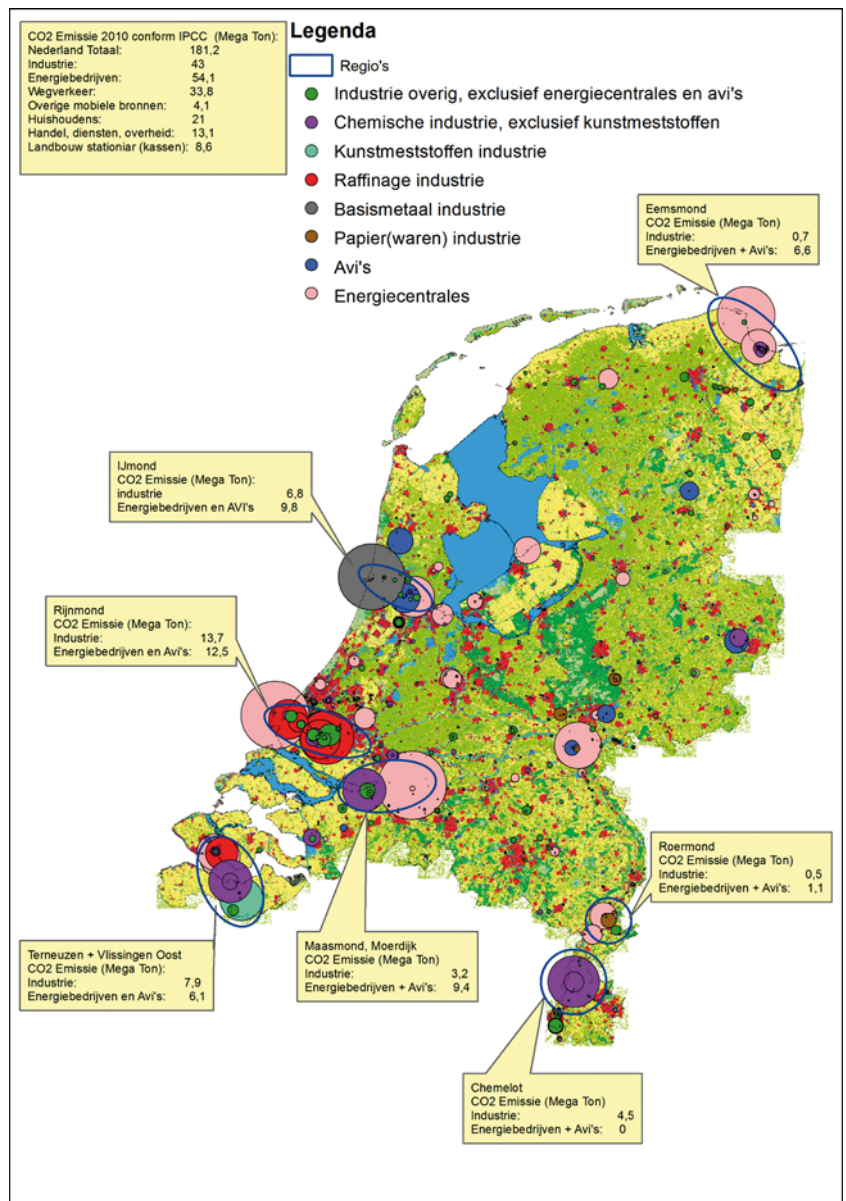 CO2 Emissie 2010 conform IPCC (Mega Ton):
Nederland Totaal: 181,2
Industrie: 43
Energiebedrijven: 54,1
Wegverkeer: 33,8
Overige mobiele bronnen: 4,1
Huishoudens: 21
Handel, diensten, overheid: 13,1
Landbouw stationiar (kassen): 8,6
Legenda
Regio's
Industrie overig, exclusief energiecentrales en avi's
Chemische industrie, exclusief kunstmeststoffen
Kunstmeststoffen industrie
Raffinage industrie
Basismetaal industrie
Papier(waren) industrie
Avi's
Energiecentrales
Eemsmond
CO2 Emissie (Mega Ton)
Industrie: 0,7
Energiebedrijven + Avi's: 6,6
IJmond
CO2 Emissie (Mega Ton):
industrie 6,8
Energiebedrijven en AVI's 9,8
Rijnmond
CO2 Emissie (Mega Ton):
Industrie: 13,7
Energiebedrijven en Avi's: 12,5
Roermond
CO2 Emissie (Mega Ton)
Industrie: 0,5
Energiebedrijven + Avi's: 1,1
Terneuzen + Vlissingen Oost
CO2 Emissie (Mega Ton):
Industrie: 7,9
Energiebedrijven en Avi's: 6,1
Maasmond, Moerdijk
CO2 Emissie (Mega Ton)
Industrie: 3,2
Energiebedrijven + Avi's: 9,4
Chemelot
CO2 Emissie (Mega Ton)
Industrie: 4,5
Energiebedrijven + Avi's: 0